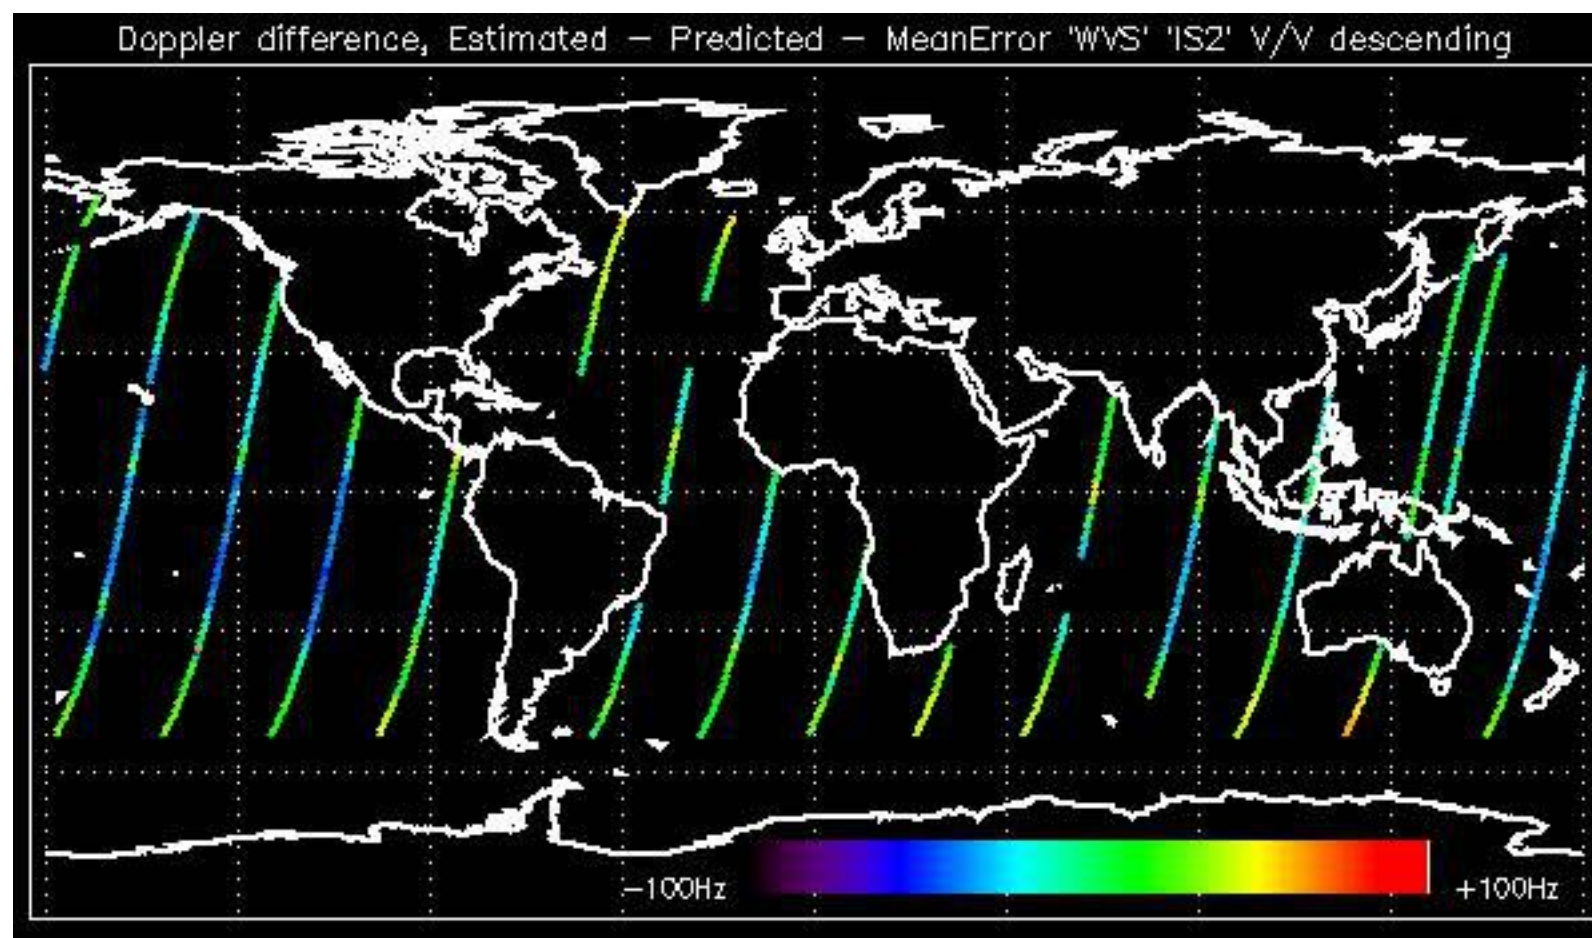 Doppler difference, Estimated – Predicted – MeanError 'WVS' 'IS2' V/V descending
–100Hz
+100Hz